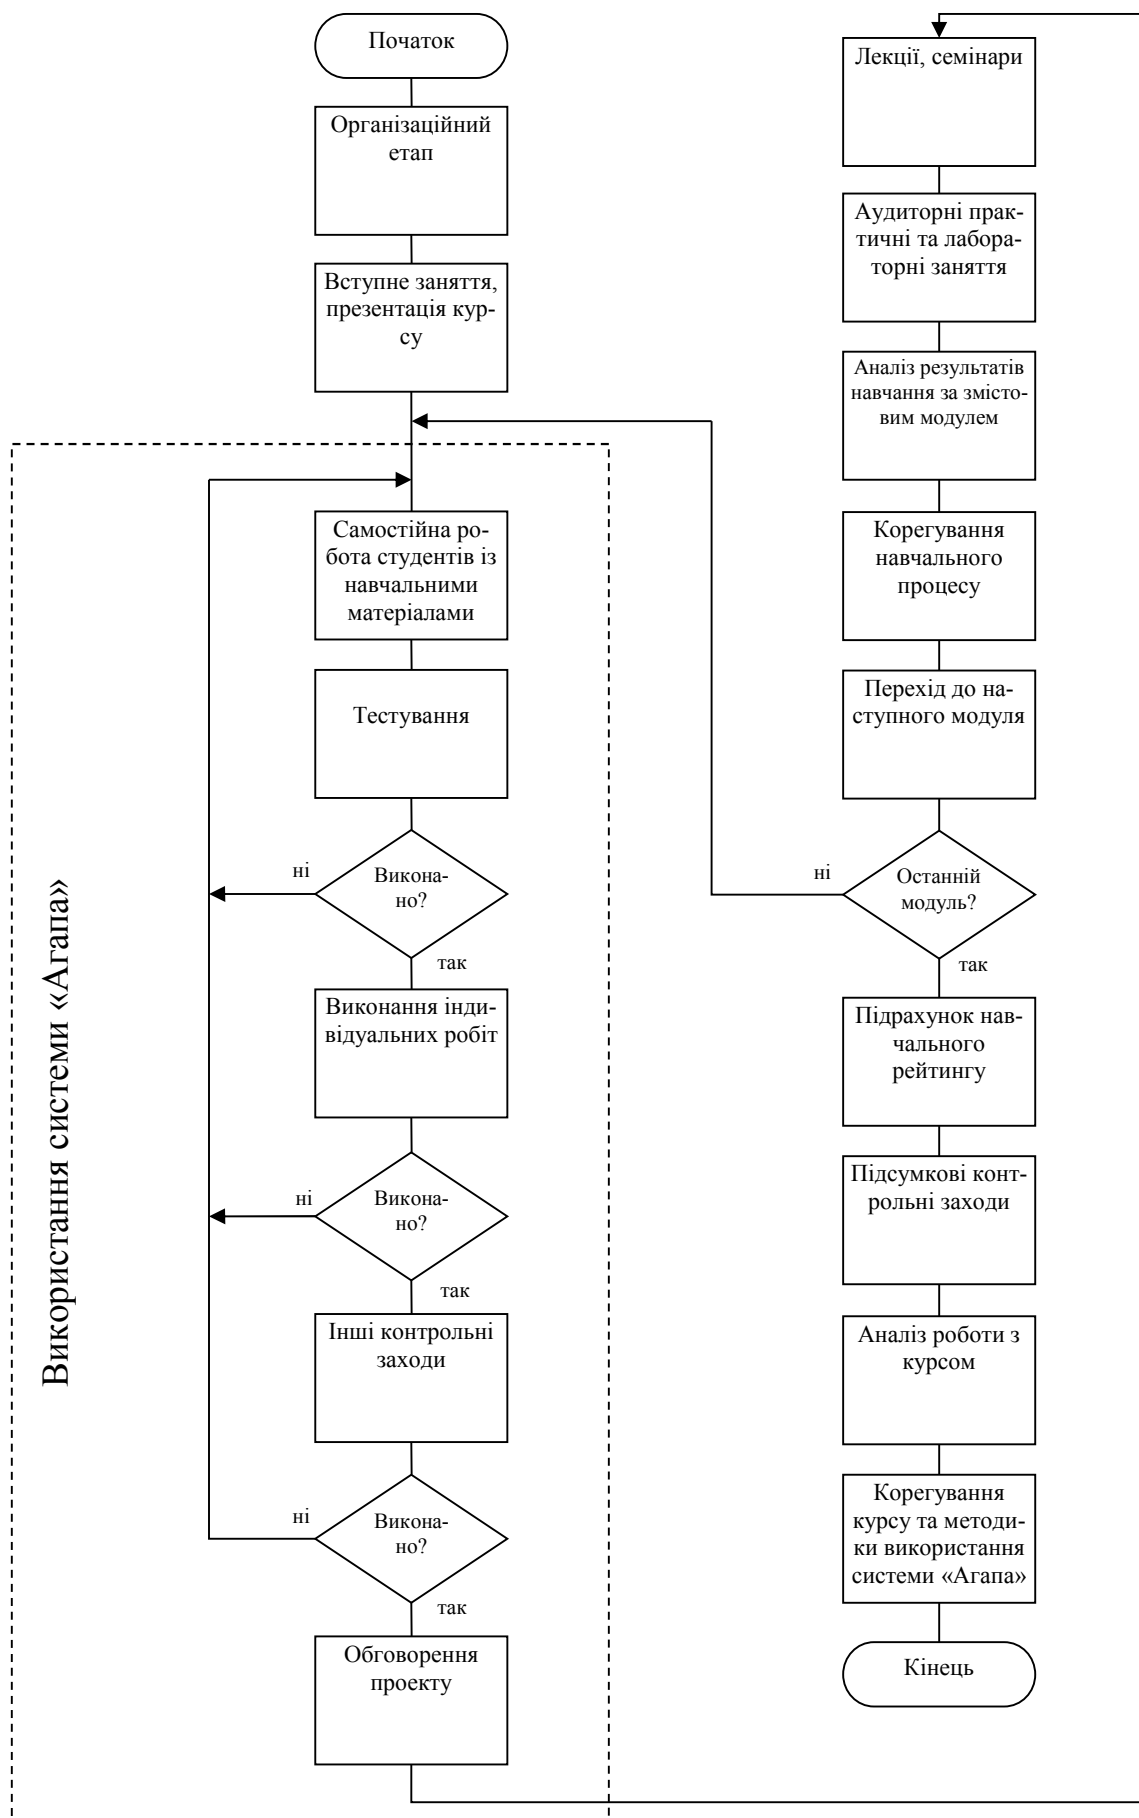 Початок
Організаційний
етап
Вступне заняття,
презентація кур-
су
Використання системи «Агапа»
Самостійна ро-
бота студентів із
навчальними
матеріалами
Тестування
ні
Викона-
но?
так
Виконання інди-
відуальних робіт
ні
Викона-
но?
так
Інші контрольні
заходи
ні
Викона-
но?
так
Обговорення
проекту
Лекції, семінари
Аудиторні прак-
тичні та лабора-
торні заняття
Аналіз результатів
навчання за змісто-
вим модулем
Корегування
навчального
процесу
Перехід до на-
ступного модуля
ні
Останній
модуль?
так
Підрахунок нав-
чального
рейтингу
Підсумкові конт-
рольні заходи
Аналіз роботи з
курсом
Корегування
курсу та методи-
ки використання
системи «Агапа»
Кінець